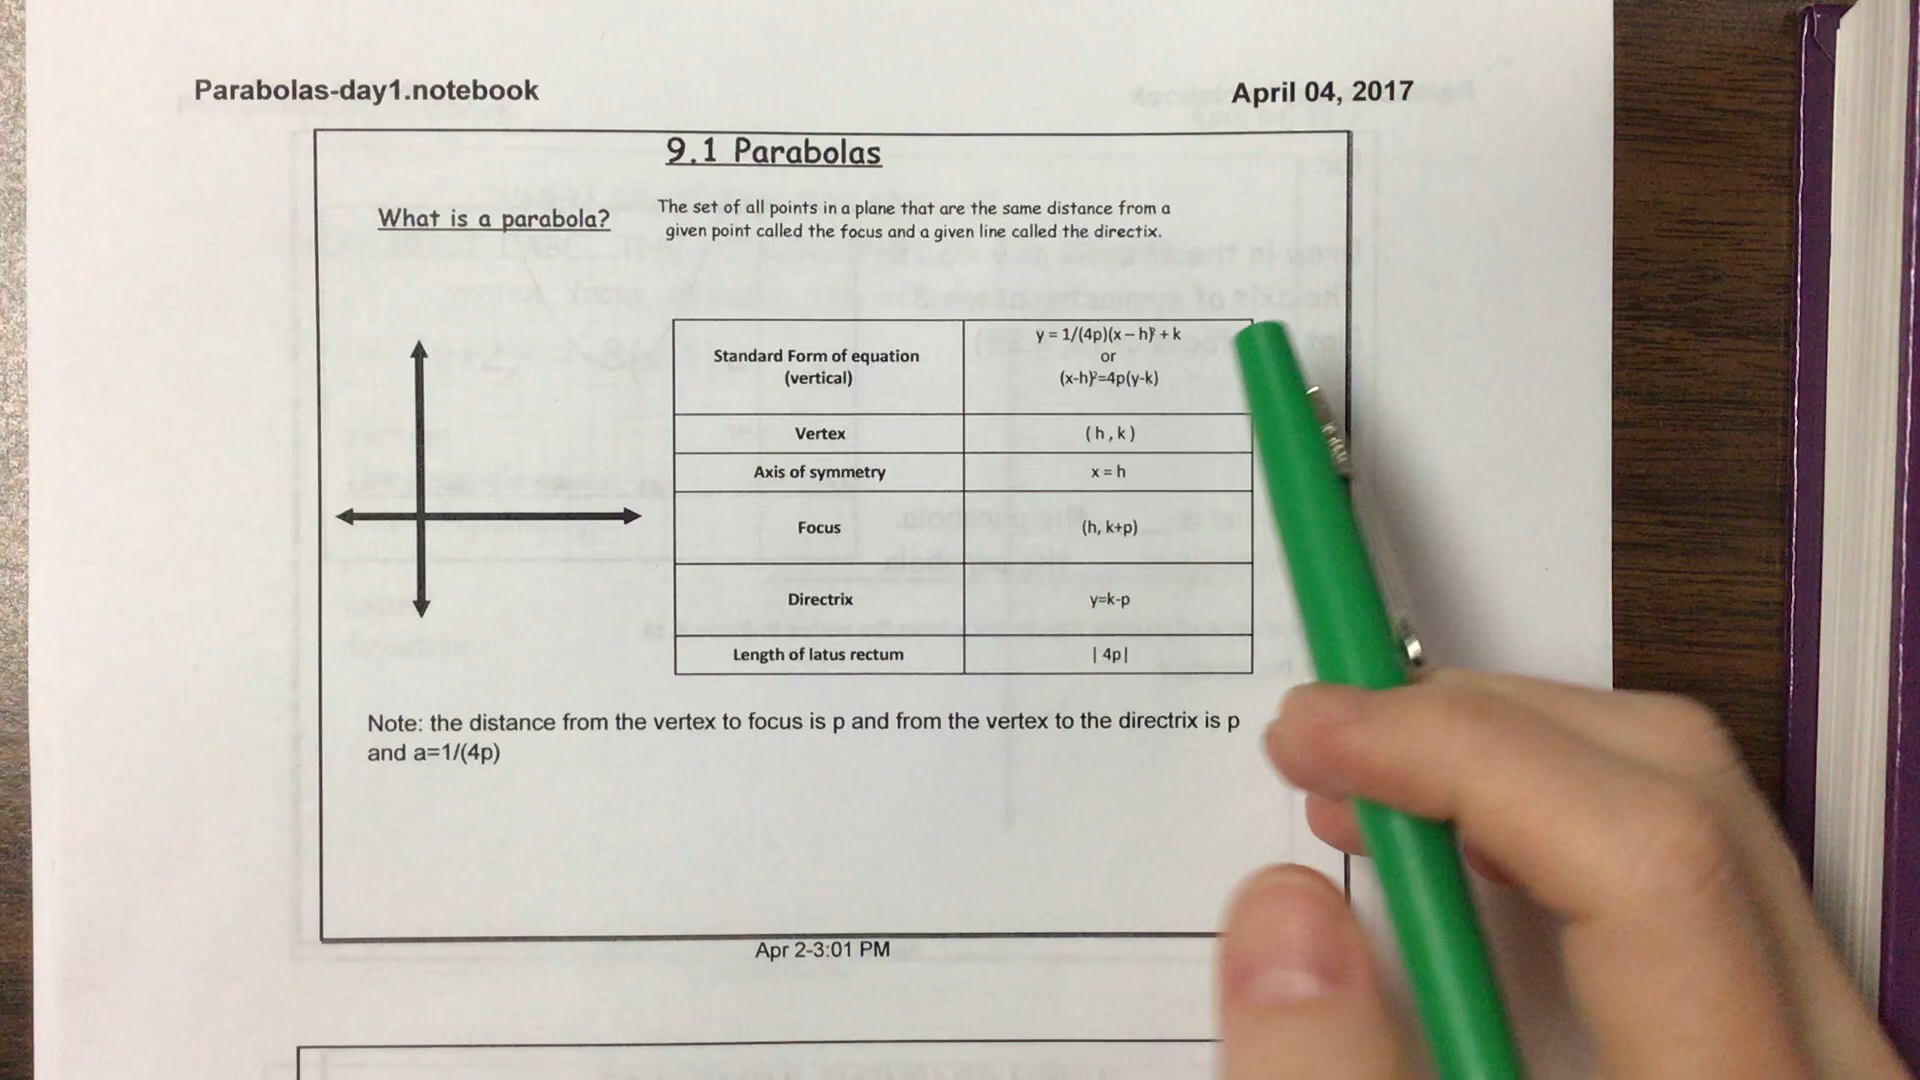 Parabolas-day1.notebook April 04, 2017
9.1 Parabolas
What is a parabola?
The set of all points in a plane that are the same distance from a
given point called the focus and a given line called the directix.
Standard Form of equation
(vertical)
y = 1/(4p)(x – h)² + k
or
(x-h)²=4p(y-k)
Vertex ( h , k )
Axis of symmetry x = h
Focus (h, k+p)
Directrix y=k-p
Length of latus rectum | 4p|
Note: the distance from the vertex to focus is p and from the vertex to the directrix is p
and a=1/(4p)
Apr 2-3:01 PM